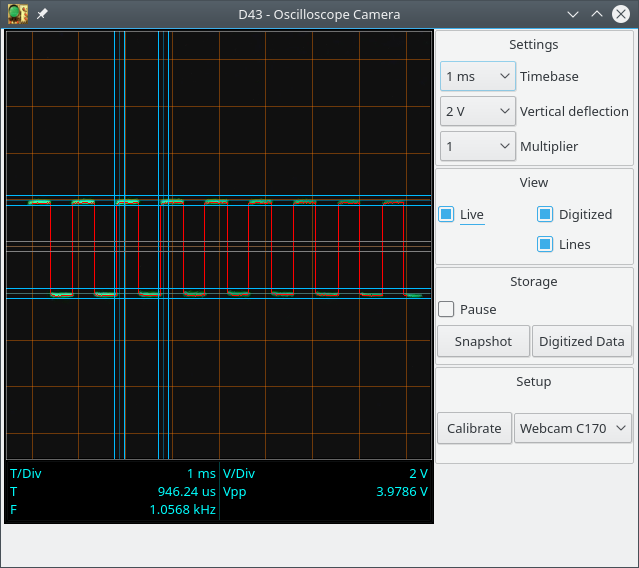 D43 - Oscilloscope Camera
Settings
1 ms Timebase
2 V Vertical deflection
1 Multiplier
View
Live Digitized
Lines
Storage
Pause
Snapshot Digitized Data
Setup
Calibrate Webcam C170
T/Div 1 ms V/Div 2 V
T 946.24 us Vpp 3.9786 V
F 1.0568 kHz